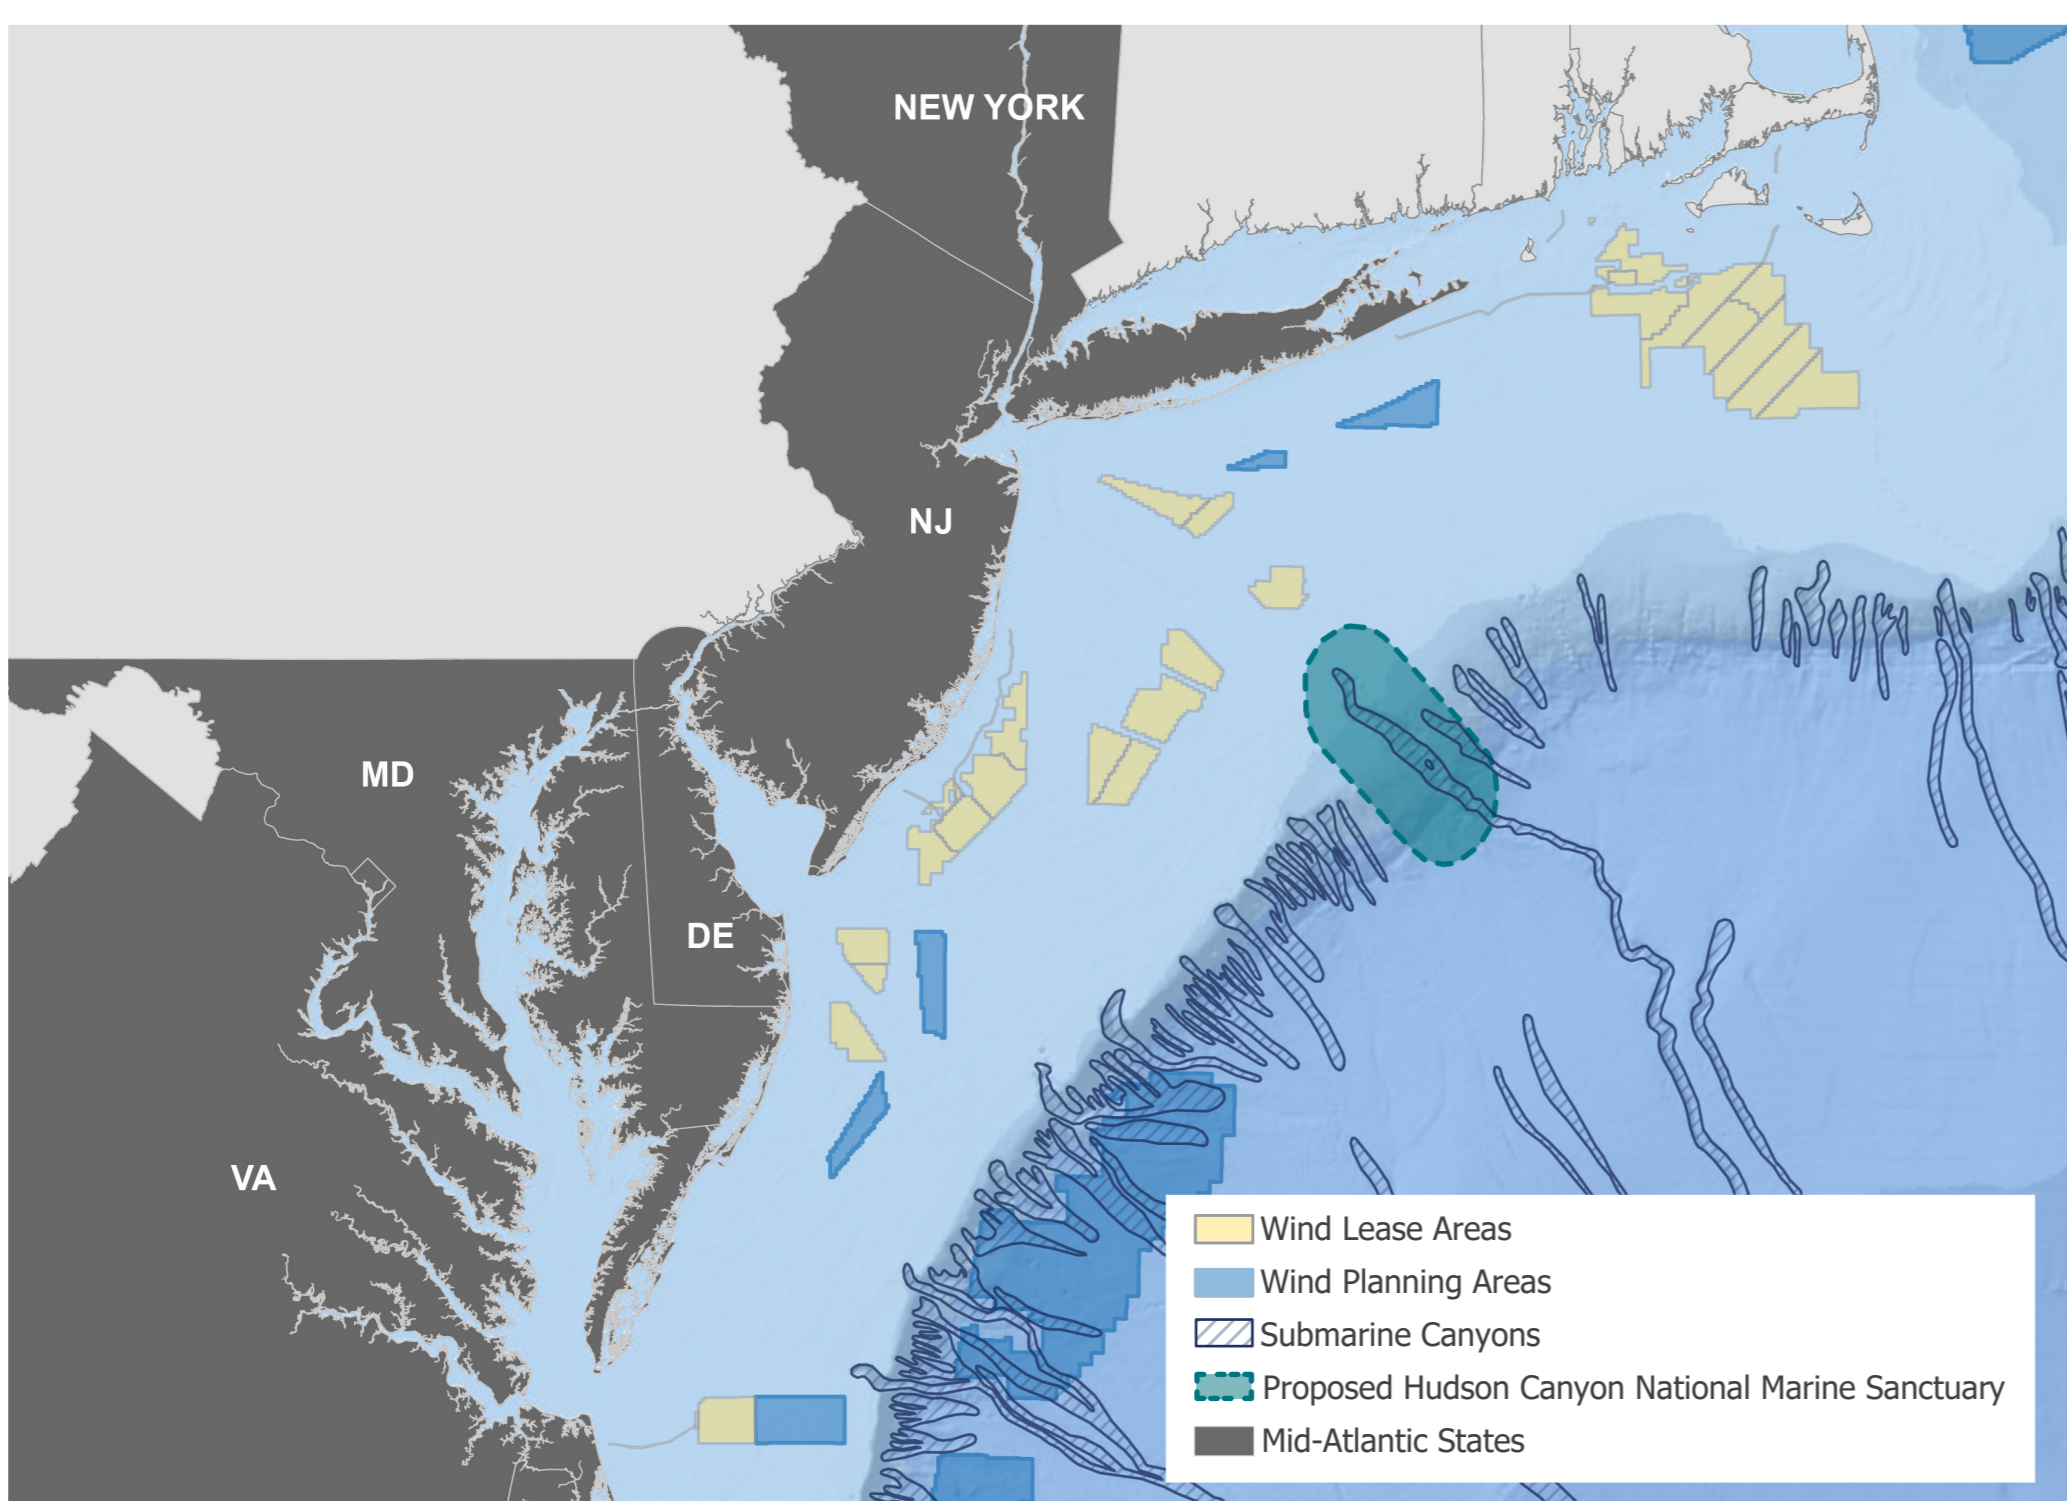 NEW YORK
NJ
MD
DE
VA
Wind Lease Areas
Wind Planning Areas
Submarine Canyons
Proposed Hudson Canyon National Marine Sanctuary
Mid-Atlantic States